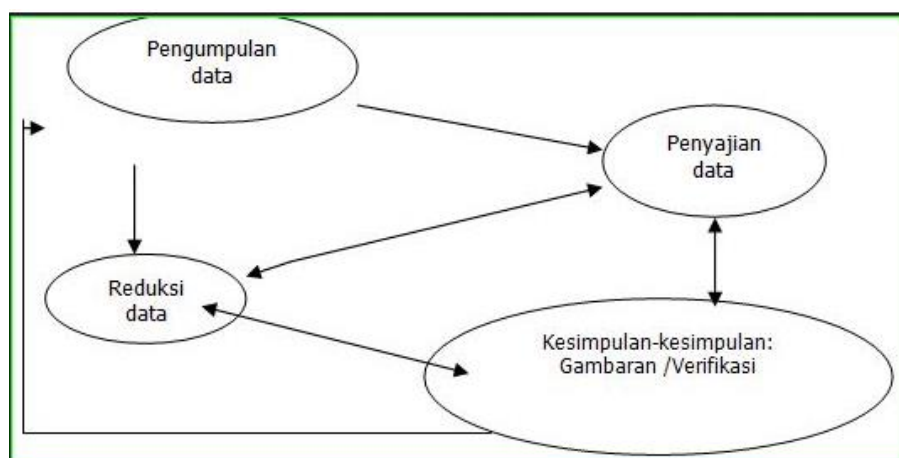 Pengumpulan
data
Penyajian
data
Reduksi
data
Kesimpulan-kesimpulan:
Gambaran /Verifikasi